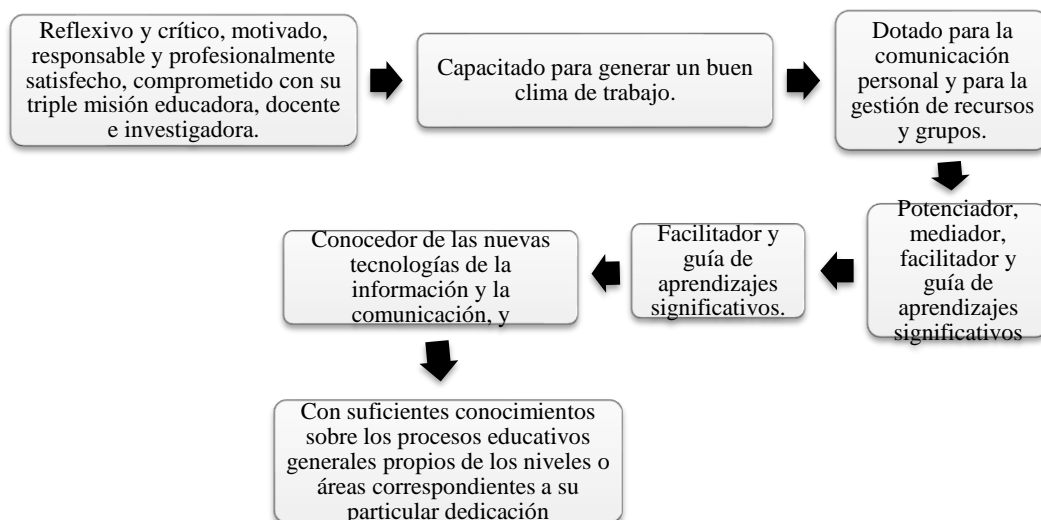 Reflexivo y crítico, motivado,
responsable y profesionalmente
satisfecho, comprometido con su
triple misión educadora, docente
e investigadora.
Capacitado para generar un buen
clima de trabajo.
Dotado para la
comunicación
personal y para la
gestión de recursos
y grupos.
Potenciador,
mediador,
facilitador y
guía de
aprendizajes
significativos
Facilitador y
guía de
aprendizajes
significativos.
Conocedor de las nuevas
tecnologías de la
información y la
comunicación, y
Con suficientes conocimientos
sobre los procesos educativos
generales propios de los niveles o
áreas correspondientes a su
particular dedicación